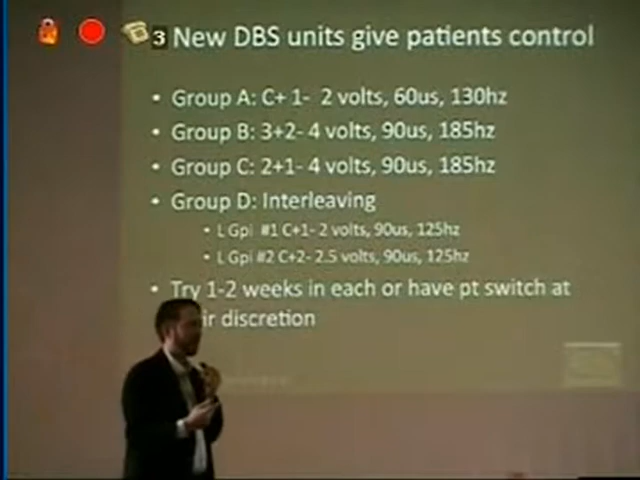 3 New DBS units give patients control
• Group A: C+ 1- 2 volts, 60us, 130hz
• Group B: 3+2- 4 volts, 90us, 185hz
• Group C: 2+1- 4 volts, 90us, 185hz
• Group D: Interleaving
• L Gpi #1 C+1- 2 volts, 90us, 125hz
• L Gpi #2 C+2- 2.5 volts, 90us, 125hz
• Try 1-2 weeks in each or have pt switch at
ir discretion